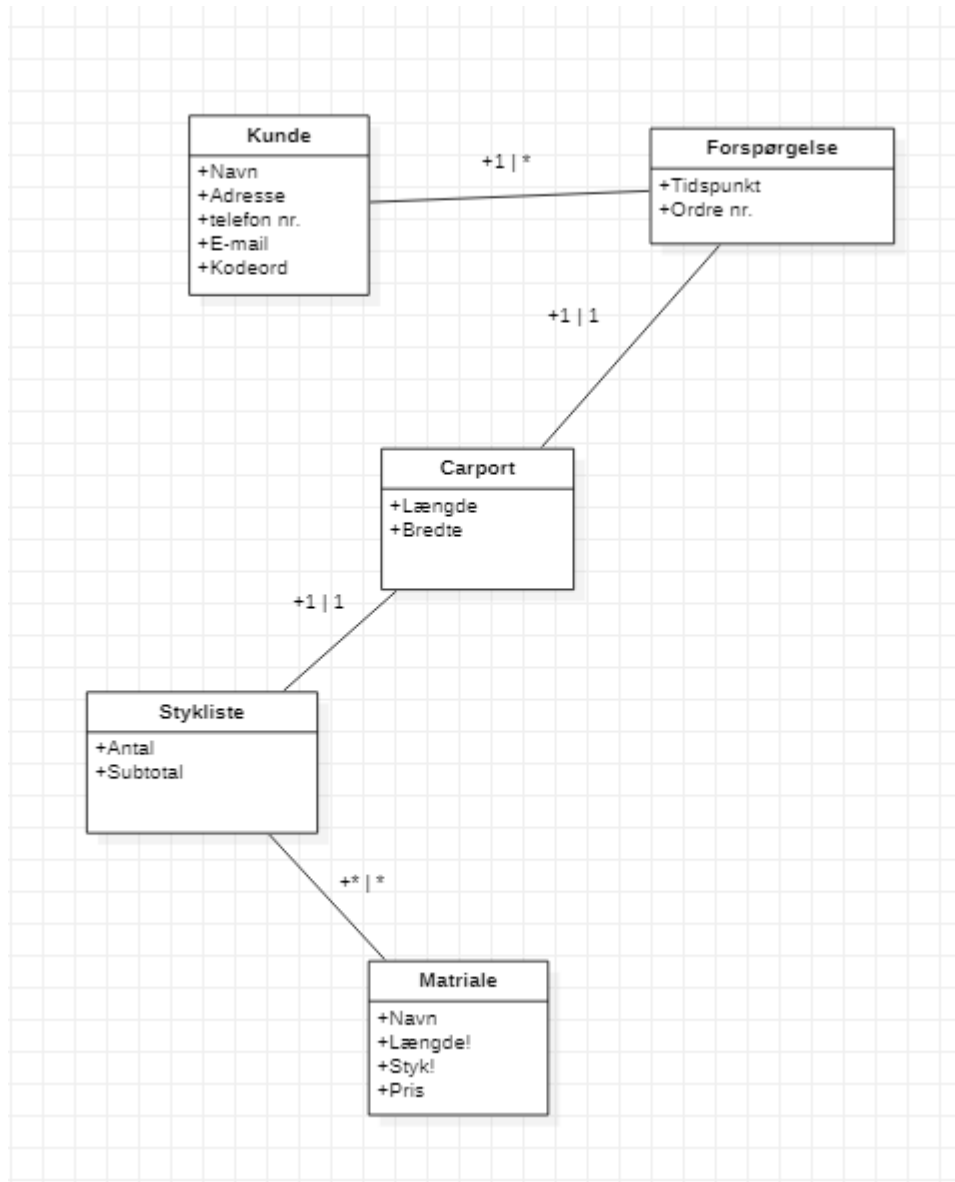 Kunde
+Navn
+Adresse
+telefon nr.
+E-mail
+Kodeord
+1 | *
Forspørgelse
+Tidspunkt
+Ordre nr.
+1 | 1
Carport
+Længde
+Bredte
+1 | 1
Stykliste
+Antal
+Subtotal
+* | *
Matriale
+Navn
+Længde!
+Styk!
+Pris